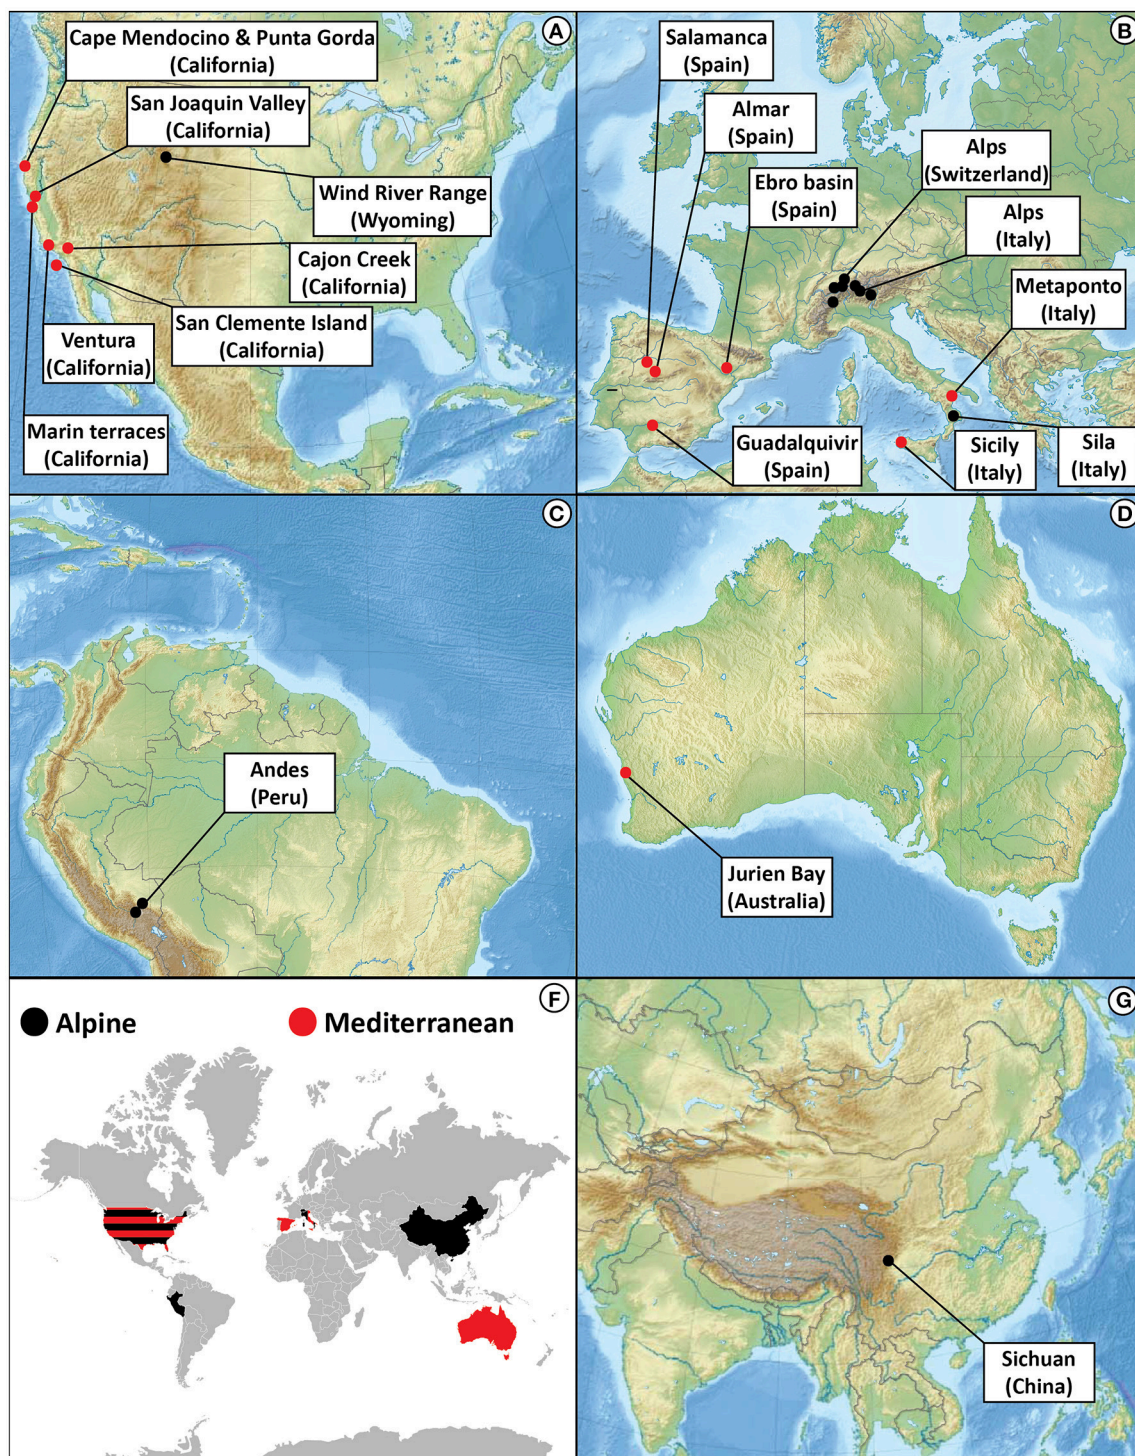 A
Cape Mendocino & Punta Gorda
(California)
San Joaquin Valley
(California)
Wind River Range
(Wyoming)
Cajon Creek
(California)
San Clemente Island
(California)
Ventura
(California)
Marin terraces
(California)
B
Salamanca
(Spain)
Almar
(Spain)
Alps
(Switzerland)
Ebro basin
(Spain)
Alps
(Italy)
Metaponto
(Italy)
Guadalquivir
(Spain)
Sicily
(Italy)
Sila
(Italy)
C
Andes
(Peru)
D
Jurien Bay
(Australia)
F
Alpine
Mediterranean
G
Sichuan
(China)